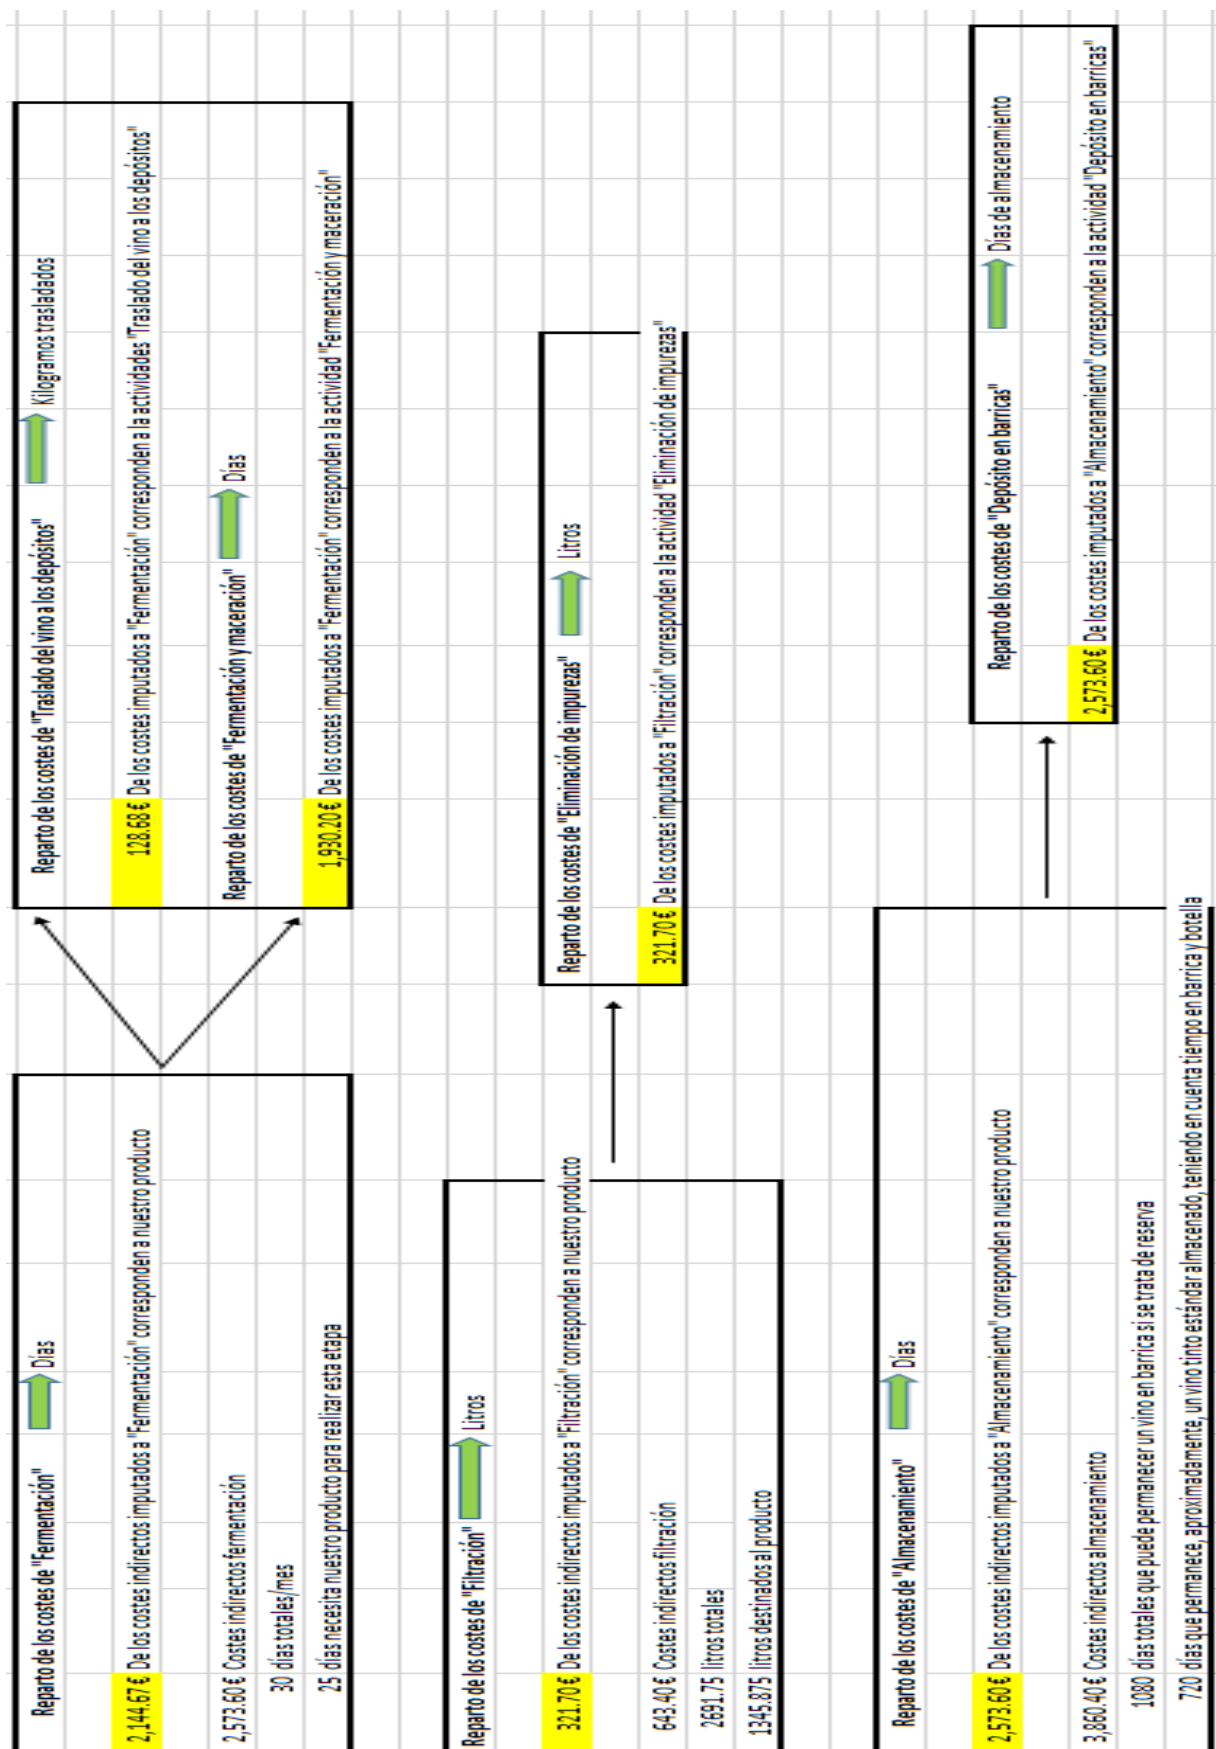 Reparto de los costes de "Fermentación" Días
2,144.67 € De los costes indirectos imputados a "Fermentación" corresponden a nuestro producto
2,573.60 € Costes indirectos fermentación
30 días totales/mes
25 días necesita nuestro producto para realizar esta etapa
Reparto de los costes de "Traslado del vino a los depósitos" Kilogramos trasladados
128.68 € De los costes imputados a "Fermentación" corresponden a la actividades "Traslado del vino a los depósitos"
Reparto de los costes de "Fermentación y maceración" Días
1,930.20 € De los costes imputados a "Fermentación" corresponden a la actividad "Fermentación y maceración"
Reparto de los costes de "Filtración" Litros
321.70 € De los costes indirectos imputados a "Filtración" corresponden a nuestro producto
643.40 € Costes indirectos filtración
2691.75 litros totales
1345.875 litros destinados al producto
Reparto de los costes de "Eliminación de impurezas" Litros
321.70 € De los costes imputados a "Filtración" corresponden a la actividad "Eliminación de impurezas"
Reparto de los costes de "Almacenamiento" Días
2,573.60 € De los costes indirectos imputados a "Almacenamiento" corresponden a nuestro producto
3,860.40 € Costes indirectos almacenamiento
1080 días totales que puede permanecer un vino en barrica si se trata de reserva
720 días que permanece, aproximadamente, un vino tinto estándar almacenado, teniendo en cuenta tiempo en barrica y botella
Reparto de los costes de "Depósito en barricas" Días de almacenamiento
2,573.60 € De los costes imputados a "Almacenamiento" corresponden a la actividad "Depósito en barricas"